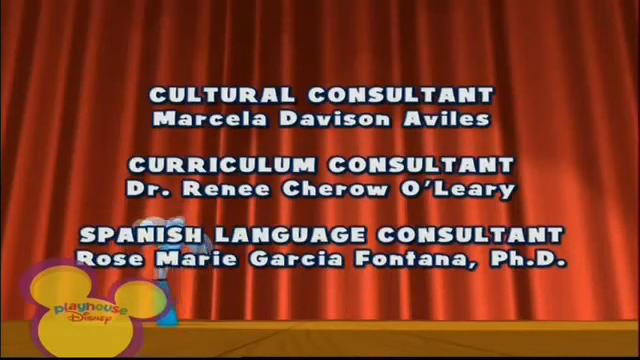 CULTURAL CONSULTANT
Marcela Davison Aviles
CURRICULUM CONSULTANT
Dr. Renee Cherow O'Leary
SPANISH LANGUAGE CONSULTANT
Rose Marie Garcia Fontana, Ph.D.
playhouse
Disney